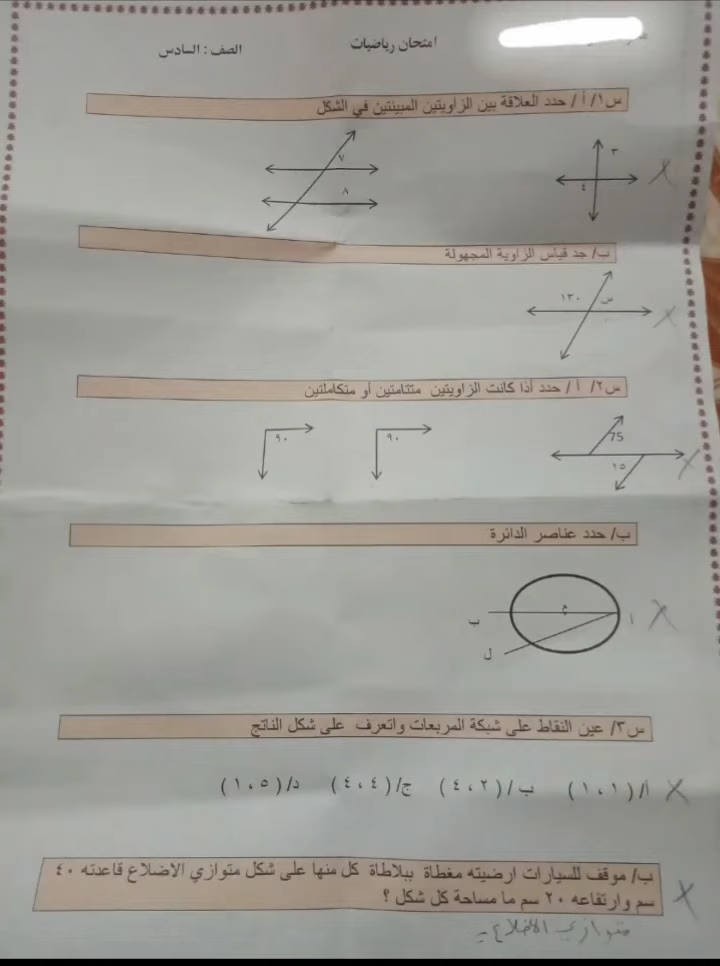 امتحان رياضيات
الصف : السادس
س١/ أ / حدد العلاقة بين الزاويتين المبينتين في الشكل
٣
٤
٧
٨
ب/ جد قياس الزاوية المجهولة
١٣٠ س
س٢/ أ / حدد أذا كانت الزاويتين متتامتين أو متكاملتين
75
١٥
٩٠
٩٠
ب/ حدد عناصر الدائرة
أ
م
ب
ل
س٣/ عين النقاط على شبكة المربعات واتعرف على شكل الناتج
أ/ (١ ، ١) ب/ (٢ ، ٤) ج/ (٤ ، ٤) د/ (٥ ، ١)
ب/ موقف للسيارات ارضيته مغطاة ببلاطاة كل منها على شكل متوازي الاضلاع قاعدته ٤٠
سم وارتفاعه ٢٠ سم ما مساحة كل شكل ؟
متوازي الاضلاع